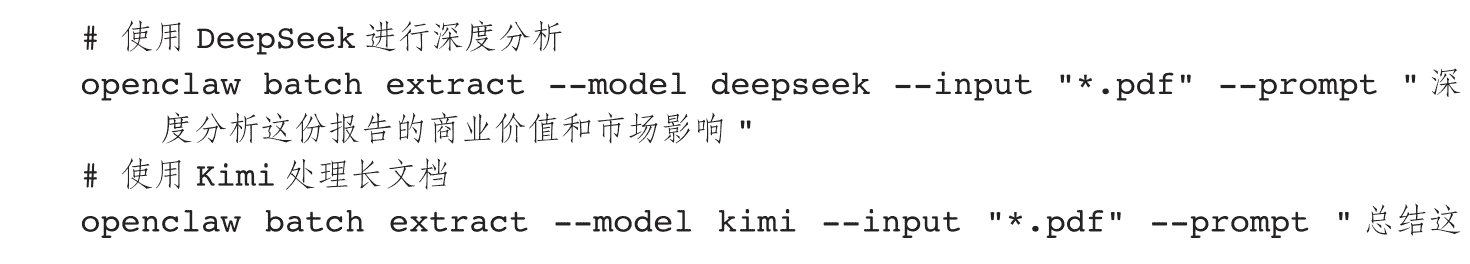 # 使用 DeepSeek 进行深度分析
openclaw batch extract --model deepseek --input "*.pdf" --prompt "深
度分析这份报告的商业价值和市场影响"
# 使用 Kimi 处理长文档
openclaw batch extract --model kimi --input "*.pdf" --prompt "总结这